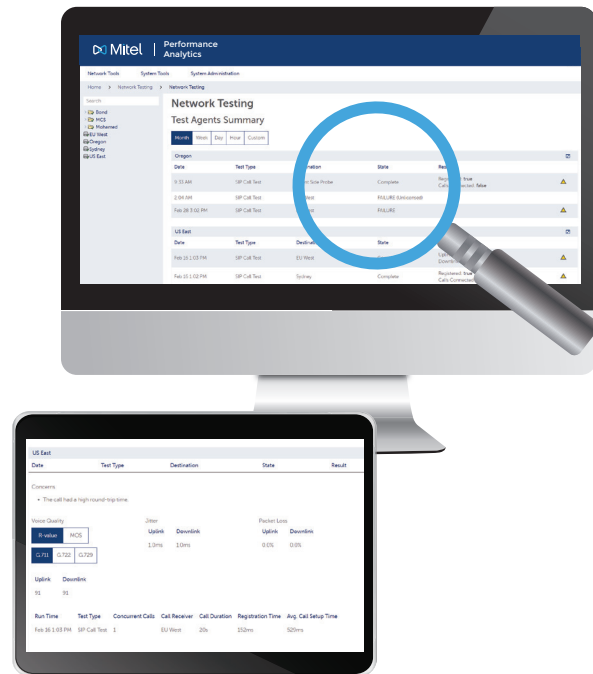 Mitel | Performance Analytics
Network Tools System Tools System Administration
Home > Network Testing > Network Testing
Search
Bond
MCS
Mohamed
EU West
Oregon
Sydney
US East
Network Testing
Test Agents Summary
Month Week Day Hour Custom
Oregon
Date Test Type State
9:33 AM SIP Call Test Side Probe Complete true
Calls false
2:04 AM SIP Call Test FAILURE
Feb 28 3:02 PM SIP Call Test FAILURE
US East
Date Test Type State
Feb 16 1:03 PM SIP Call Test EU West
Feb 16 1:02 PM SIP Call Test Sydney Complete Registered: true
Calls Connected
US East
Date Test Type Destination State Result
Concerns
• The call had a high round-trip time
Voice Quality Jitter Packet Loss
R-value MOS Uplink Downlink Uplink Downlink
1.0ms 1.0ms 0.0% 0.0%
G.711 G.722 G.729
Uplink Downlink
91 91
Run Time Test Type Concurrent Calls Call Receiver Call Duration Registration Time Avg. Call Setup Time
Feb 16 1:03 PM SIP Call Test 1 EU West 20s 152ms 529ms